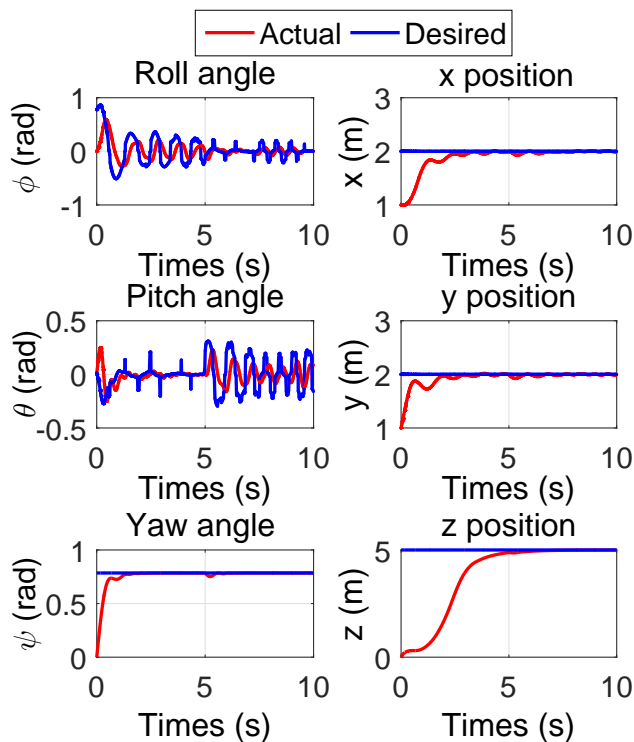 Actual Desired
Roll angle
x position
1
0
-1
ϕ (rad)
0 5 10
Times (s)
3
2
1
x (m)
0 5 10
Times (s)
Pitch angle
y position
0.5
0
-0.5
θ (rad)
0 5 10
Times (s)
3
2
1
y (m)
0 5 10
Times (s)
Yaw angle
z position
1
0.5
0
ψ (rad)
0 5 10
Times (s)
5
0
z (m)
0 5 10
Times (s)